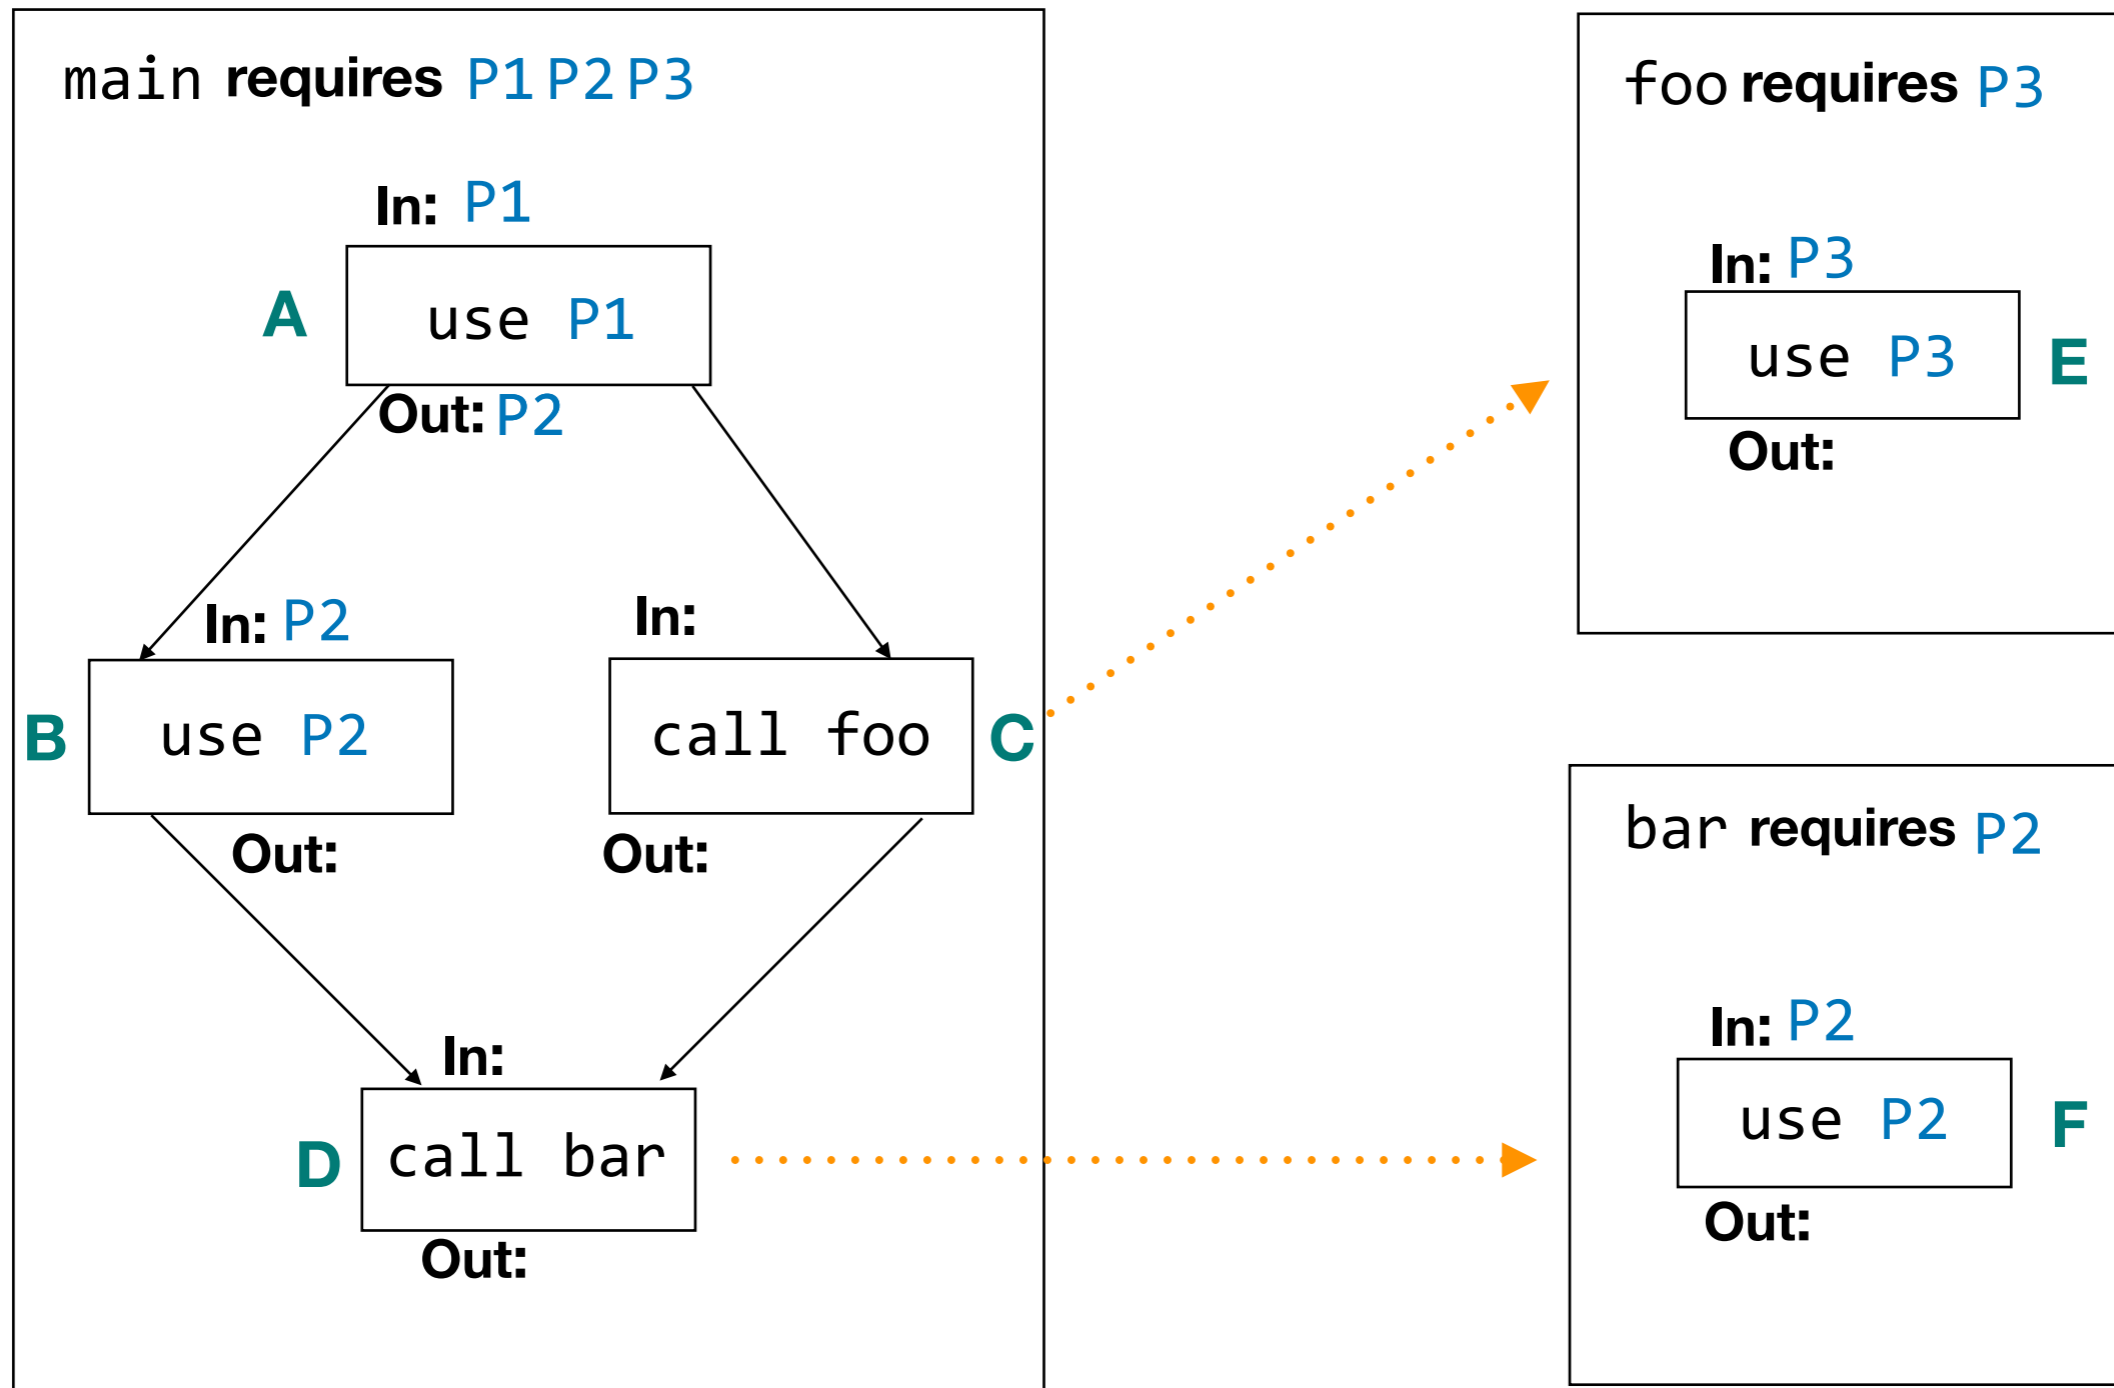 main requires P1 P2 P3
In: P1
A
use P1
Out: P2
In: P2
B
use P2
Out:
In:
call foo
C
Out:
In:
D
call bar
Out:
foo requires P3
In: P3
use P3
E
Out:
bar requires P2
In: P2
use P2
F
Out: